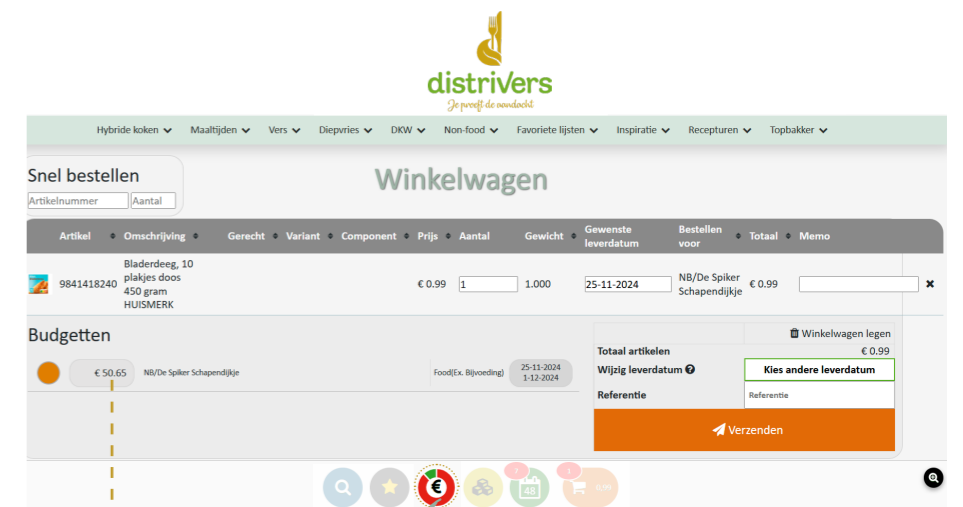 distrivers
Je proeft de aandacht
Hybride koken Maaltijden Vers Diepvries DKW Non-food Favoriete lijsten Inspiratie Recepturen Topbakker
Snel bestellen
Artikelnummer Aantal
Winkelwagen
Artikel Omschrijving Gerecht Variant Component Prijs Aantal Gewicht Gewenste leverdatum Bestellen voor Totaal Memo
9841418240
Bladerdeeg, 10
plakjes doos
450 gram
HUISMERK
€ 0.99 1 1.000 25-11-2024
NB/De Spiker
Schapendijkje
€ 0.99
Budgetten
€ 50.65 NB/De Spiker Schapendijkje Food(Ex. Bijvoeding)
25-11-2024
1-12-2024
Winkelwagen legen
Totaal artikelen € 0.99
Wijzig leverdatum Kies andere leverdatum
Referentie Referentie
Verzenden
€
48
0,99